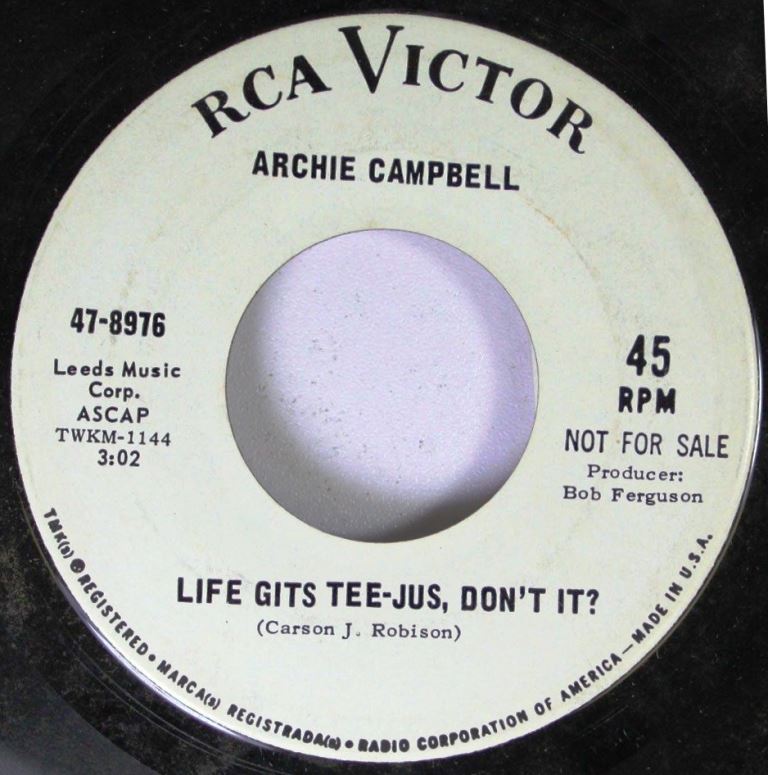 RCA VICTOR
ARCHIE CAMPBELL
47-8976
Leeds Music
Corp.
ASCAP
TWKM-1144
3:02
45
RPM
NOT FOR SALE
Producer:
Bob Ferguson
LIFE GITS TEE-JUS, DON'T IT?
(Carson J. Robison)
TMK(s) ® REGISTERED • MARCA(s) REGISTRADA(s) • RADIO CORPORATION OF AMERICA — MADE IN U.S.A.